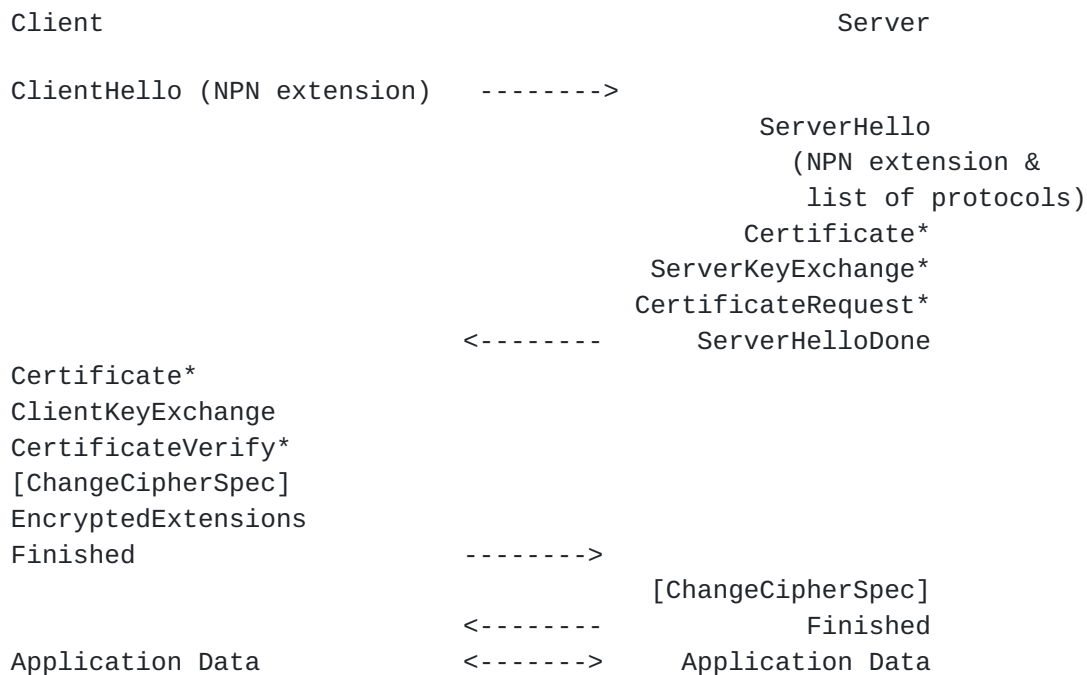 Client                                               Server

ClientHello (NPN extension)   -------->
                                                ServerHello
                                                  (NPN extension &
                                                   list of protocols)
                                               Certificate*
                                         ServerKeyExchange*
                                        CertificateRequest*
                             <--------      ServerHelloDone
Certificate*
ClientKeyExchange
CertificateVerify*
[ChangeCipherSpec]
EncryptedExtensions
Finished                     -------->
                                         [ChangeCipherSpec]
                             <--------             Finished
Application Data             <------->     Application Data